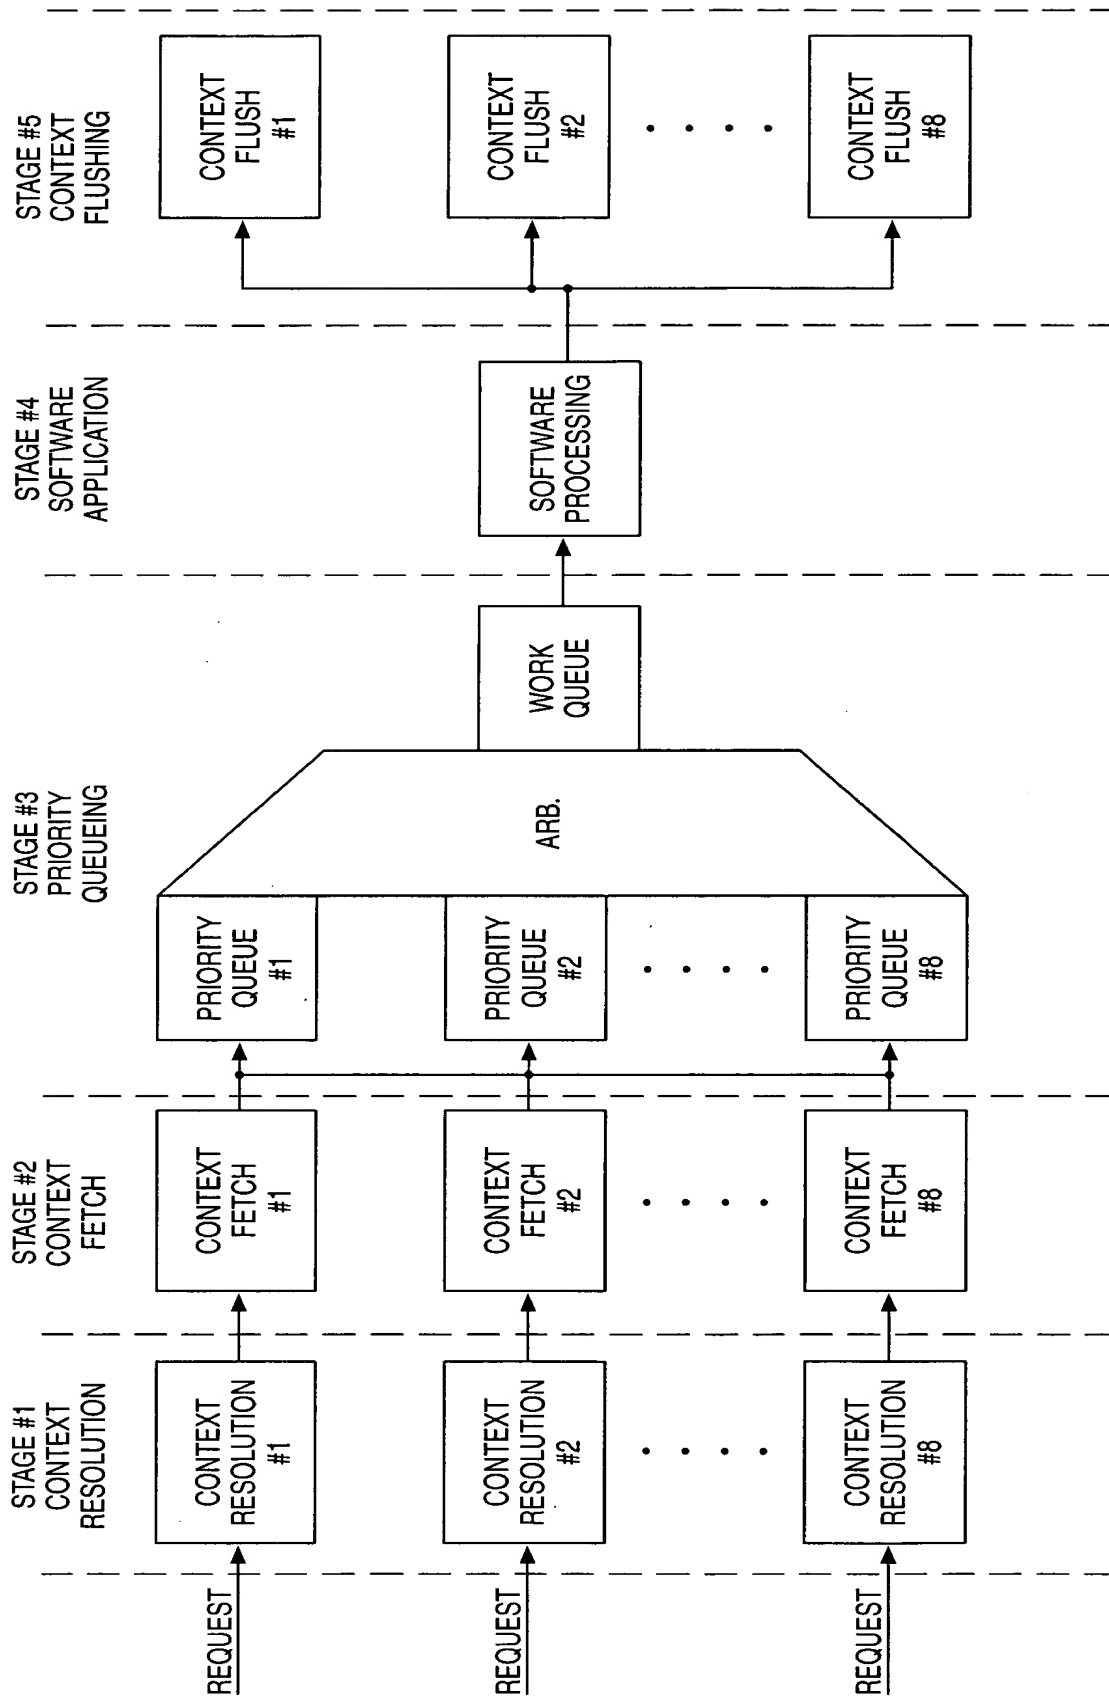 STAGE #1
CONTEXT
RESOLUTION
STAGE #2
CONTEXT
FETCH
STAGE #3
PRIORITY
QUEUEING
STAGE #4
SOFTWARE
APPLICATION
STAGE #5
CONTEXT
FLUSHING
REQUEST
CONTEXT
RESOLUTION
#1
CONTEXT
FETCH
#1
PRIORITY
QUEUE
#1
CONTEXT
FLUSH
#1
REQUEST
CONTEXT
RESOLUTION
#2
CONTEXT
FETCH
#2
PRIORITY
QUEUE
#2
ARB.
WORK
QUEUE
SOFTWARE
PROCESSING
CONTEXT
FLUSH
#2
REQUEST
CONTEXT
RESOLUTION
#8
CONTEXT
FETCH
#8
PRIORITY
QUEUE
#8
CONTEXT
FLUSH
#8